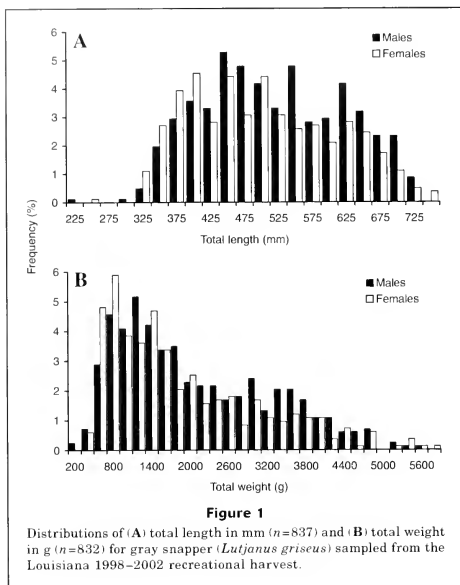 A
Males
Females
6
5
4
3
2
1
0
225 275 325 375 425 475 525 575 625 675 725
Total length (mm)
Frequency (%)
B
Males
Females
6
5
4
3
2
1
0
200 800 1400 2000 2600 3200 3800 4400 5000 5600
Total weight (g)
Figure 1
Distributions of (A) total length in mm (n=837) and (B) total weight
in g (n=832) for gray snapper (Lutjanus griseus) sampled from the
Louisiana 1998–2002 recreational harvest.